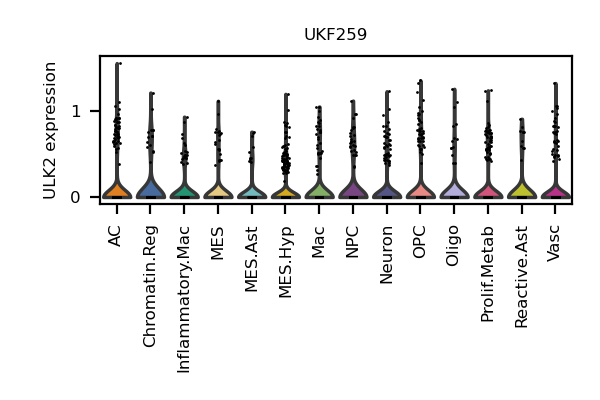 UKF259
ULK2 expression
1
0
AC
Chromatin.Reg
Inflammatory.Mac
MES
MES.Ast
MES.Hyp
Mac
NPC
Neuron
OPC
Oligo
Prolif.Metab
Reactive.Ast
Vasc